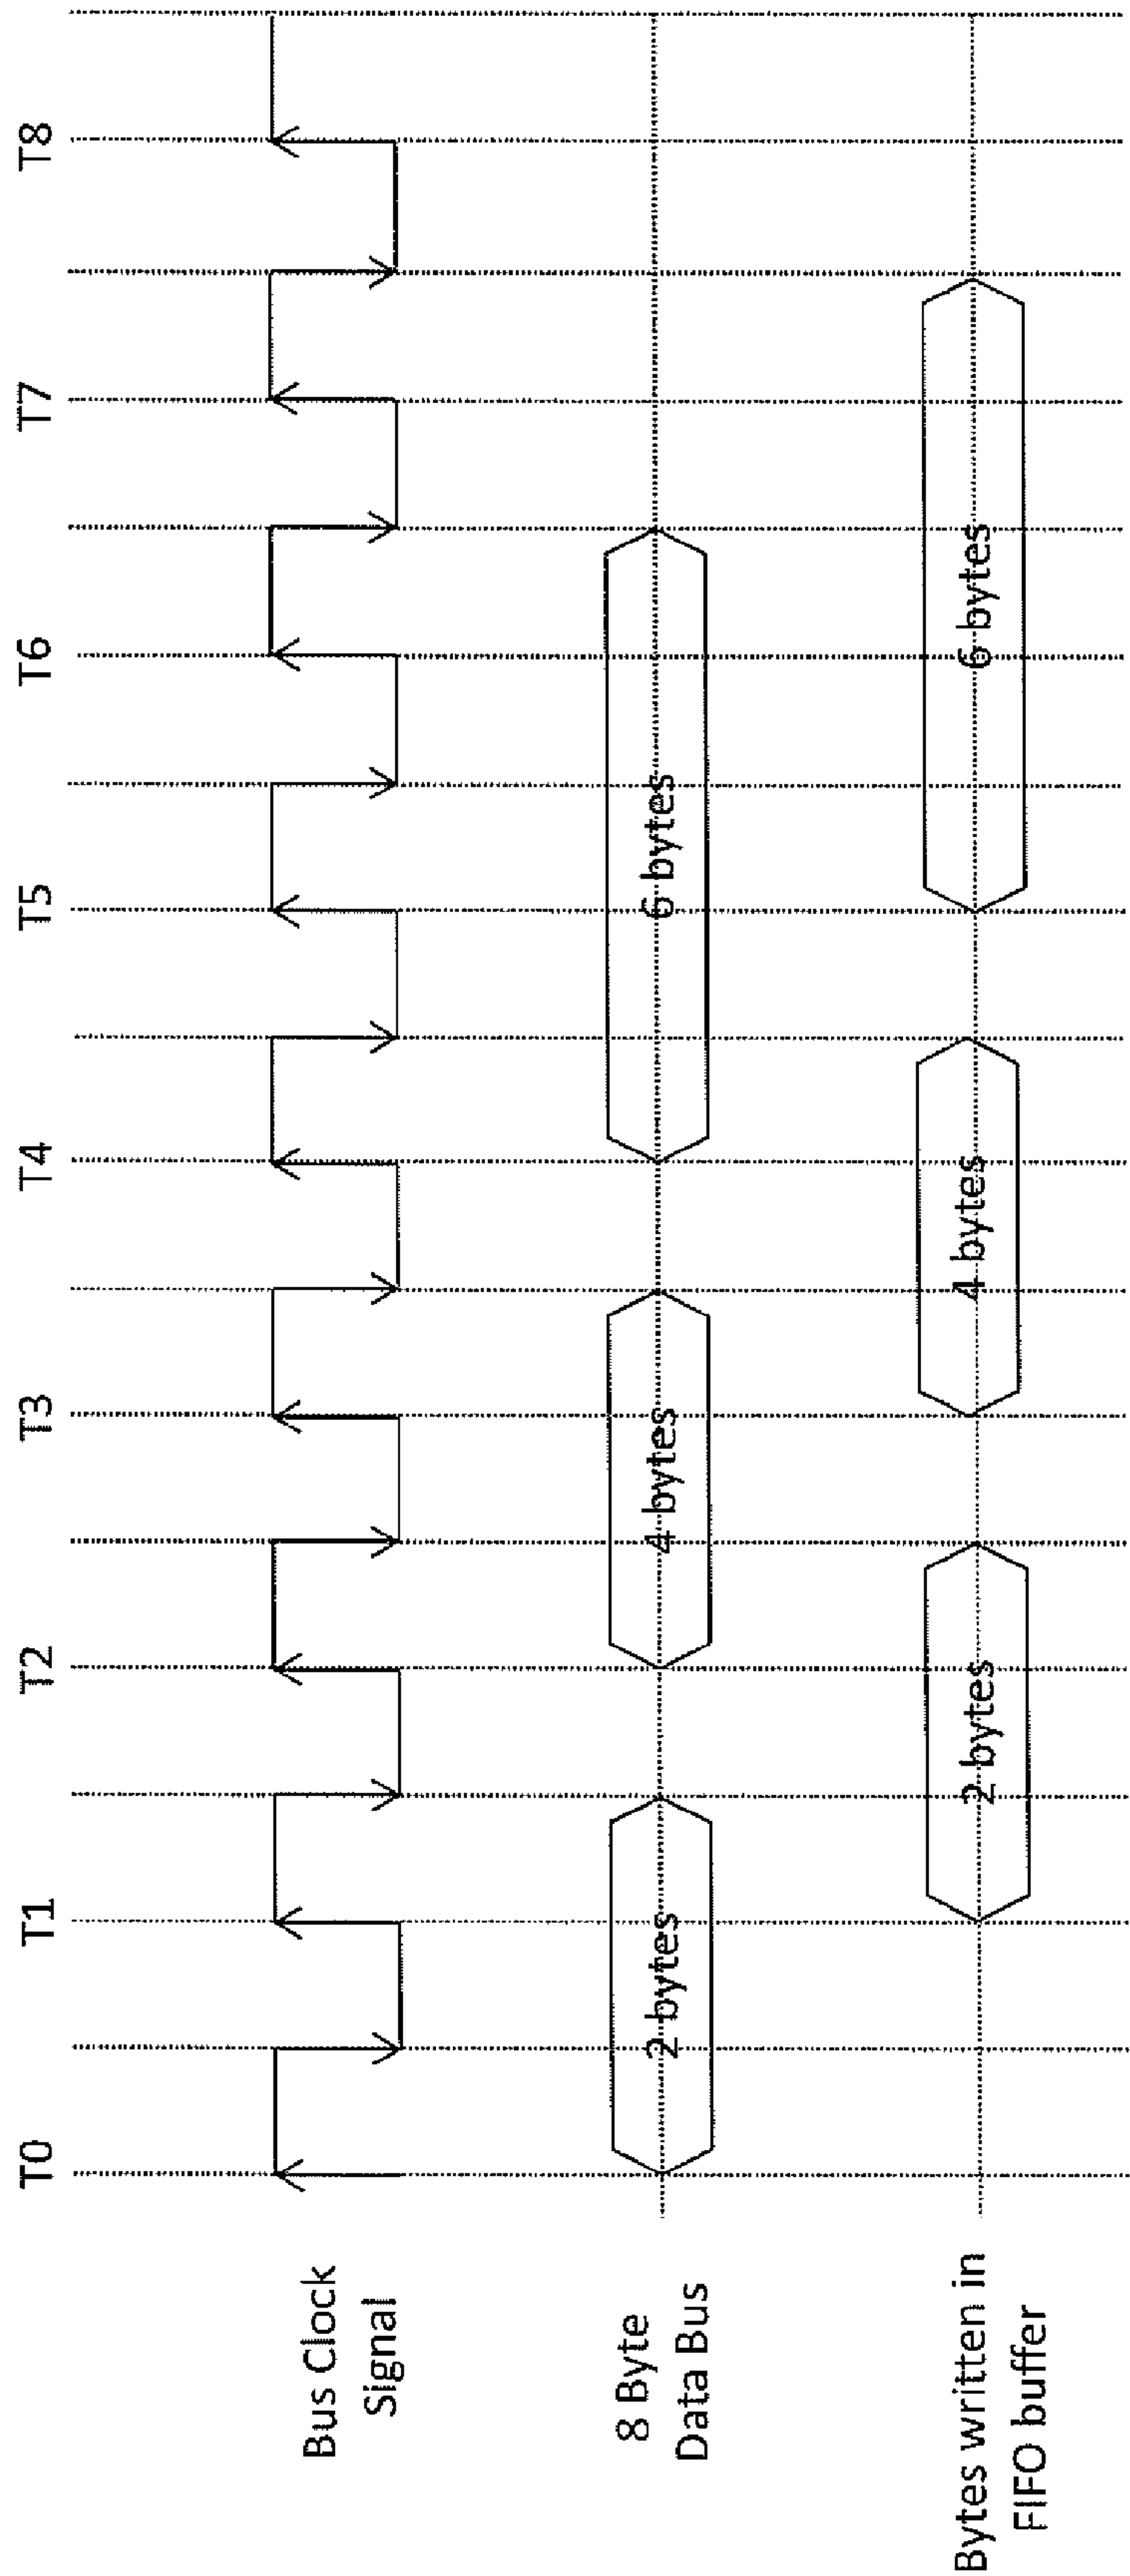 T0 T1 T2 T3 T4 T5 T6 T7 T8
Bus Clock
Signal
8 Byte
Data Bus
2 bytes 4 bytes 6 bytes
Bytes written in
FIFO buffer
2 bytes 4 bytes 6 bytes